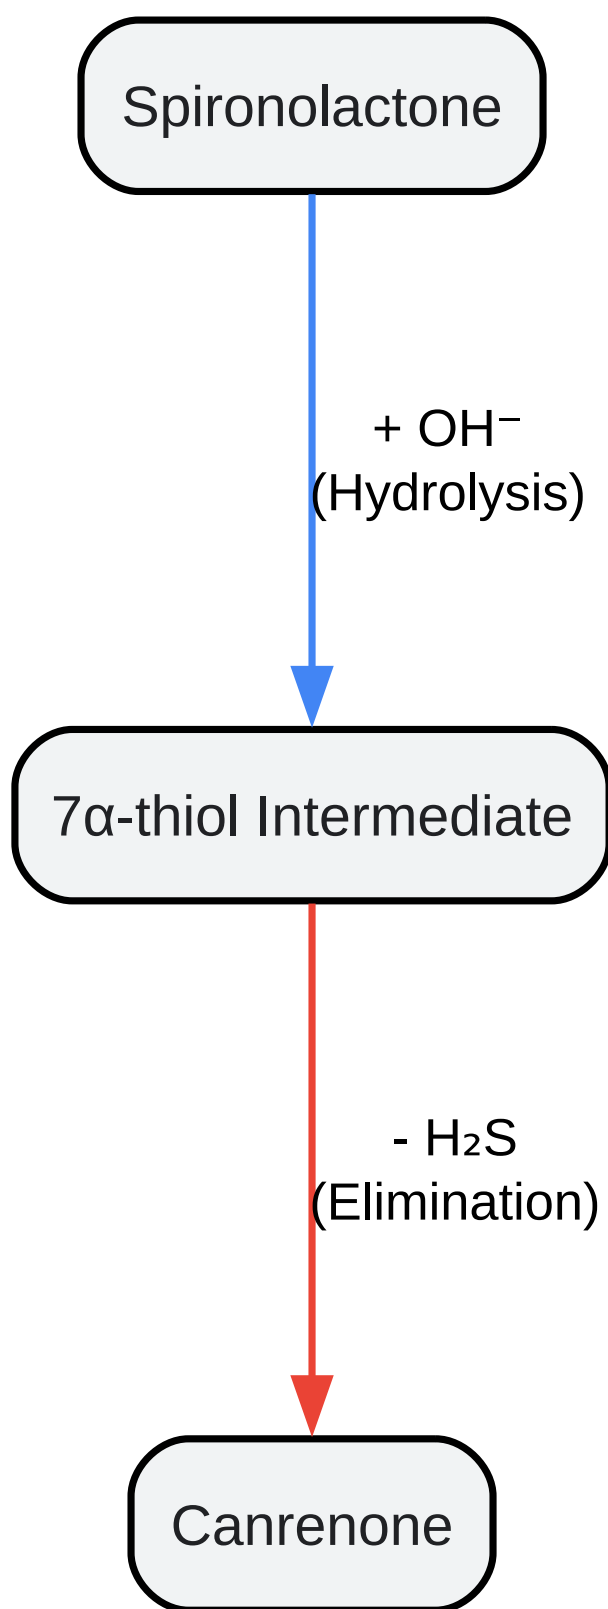 Spironolactone
+ OH⁻
(Hydrolysis)
7α-thiol Intermediate
- H₂S
(Elimination)
Canrenone